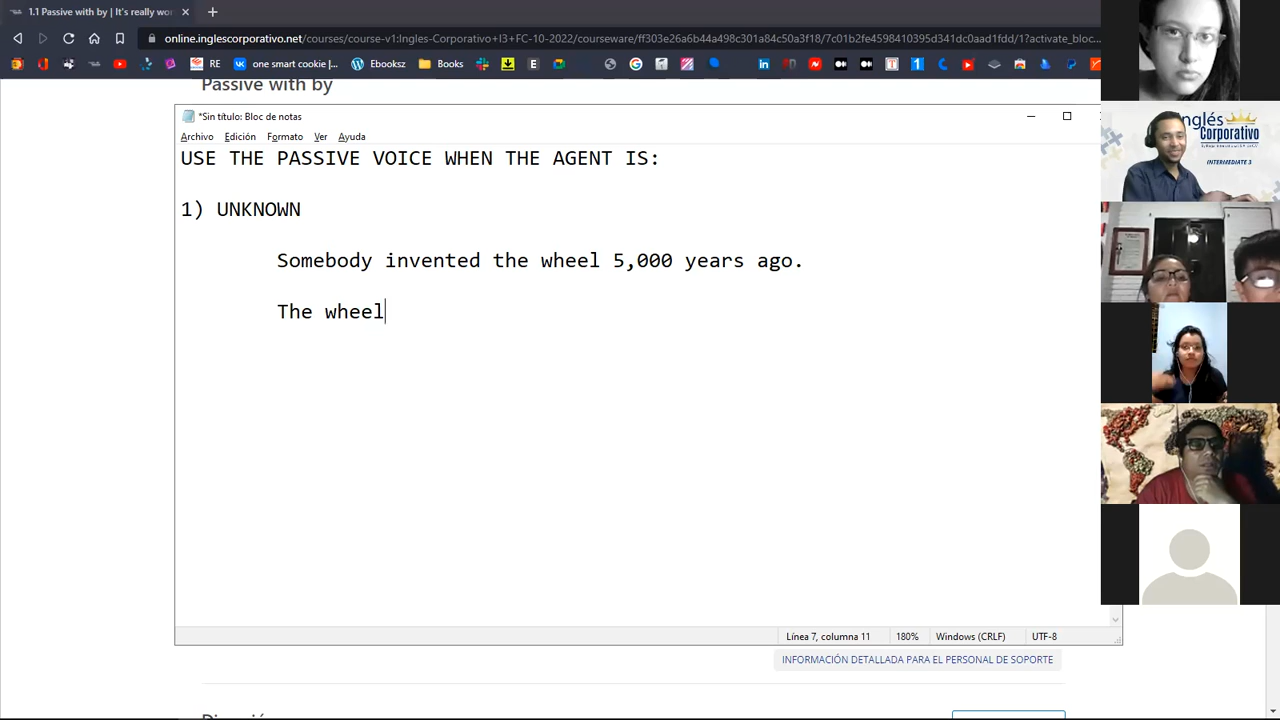 1.1 Passive with by | It's really wor
online.inglescorporativo.net/courses/course-v1:Ingles-Corporativo+I3+FC-10-2022/courseware/ff303e26a6b44a498c301a84c50a3f18/7c01b2fe4598410395d341dc0aad1fdd/1?activate_bloc...
RE
one smart cookie |...
Ebooksz
Books
Passive with by
*Sin título: Bloc de notas
Archivo Edición Formato Ver Ayuda
USE THE PASSIVE VOICE WHEN THE AGENT IS:
1) UNKNOWN
Somebody invented the wheel 5,000 years ago.
The wheel
Línea 7, columna 11 180% Windows (CRLF) UTF-8
INFORMACIÓN DETALLADA PARA EL PERSONAL DE SOPORTE
Inglés
Corporativo
INTERMEDIATE 3